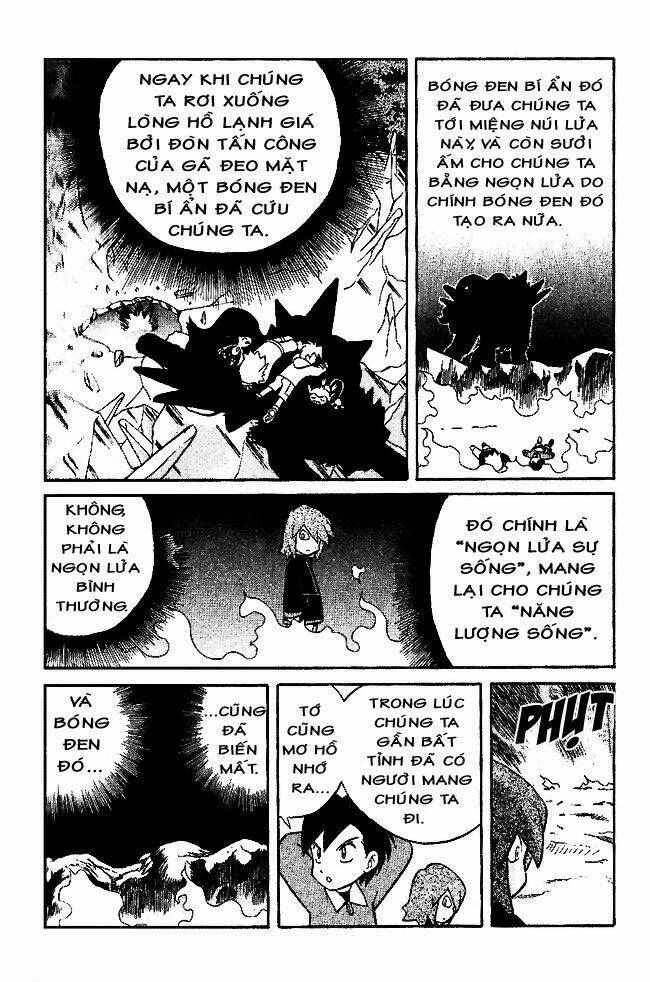 NGAY KHI CHÚNG
TA RƠI XUỐNG
LÒNG HỒ LẠNH GIÁ
BỞI ĐÒN TẤN CÔNG
CỦA GÃ ĐEO MẶT
NẠ, MỘT BÓNG ĐEN
BÍ ẨN ĐÃ CỨU
CHÚNG TA.
BÓNG ĐEN BÍ ẨN ĐÓ
ĐÃ ĐƯA CHÚNG TA
TỚI MIỆNG NÚI LỬA
NÀY, VÀ CÒN SƯỞI
ẤM CHO CHÚNG TA
BẰNG NGỌN LỬA DO
CHÍNH BÓNG ĐEN ĐÓ
TẠO RA NỮA.
KHÔNG,
KHÔNG
PHẢI LÀ
NGỌN LỬA
BÌNH
THƯỜNG,
ĐÓ CHÍNH LÀ
“NGỌN LỬA SỰ
SỐNG”, MANG
LẠI CHO CHÚNG
TA “NĂNG
LƯỢNG SỐNG”.
VÀ
BÓNG
ĐEN
ĐÓ...
...CŨNG
ĐÃ
BIẾN
MẤT.
TỚ
CŨNG
MƠ HỒ
NHỚ
RA...
TRONG LÚC
CHÚNG TA
GẦN BẤT
TỈNH ĐÃ CÓ
NGƯỜI MANG
CHÚNG TA
ĐI.
PHỤT